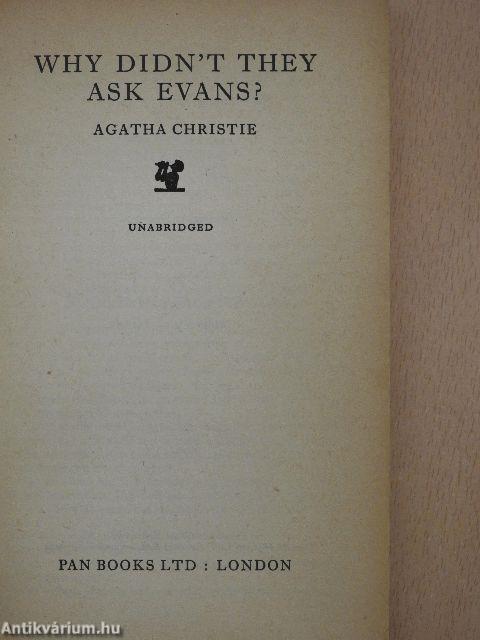 WHY DIDN'T THEY
ASK EVANS?
AGATHA CHRISTIE
UNABRIDGED
PAN BOOKS LTD : LONDON
Antikvárium.hu